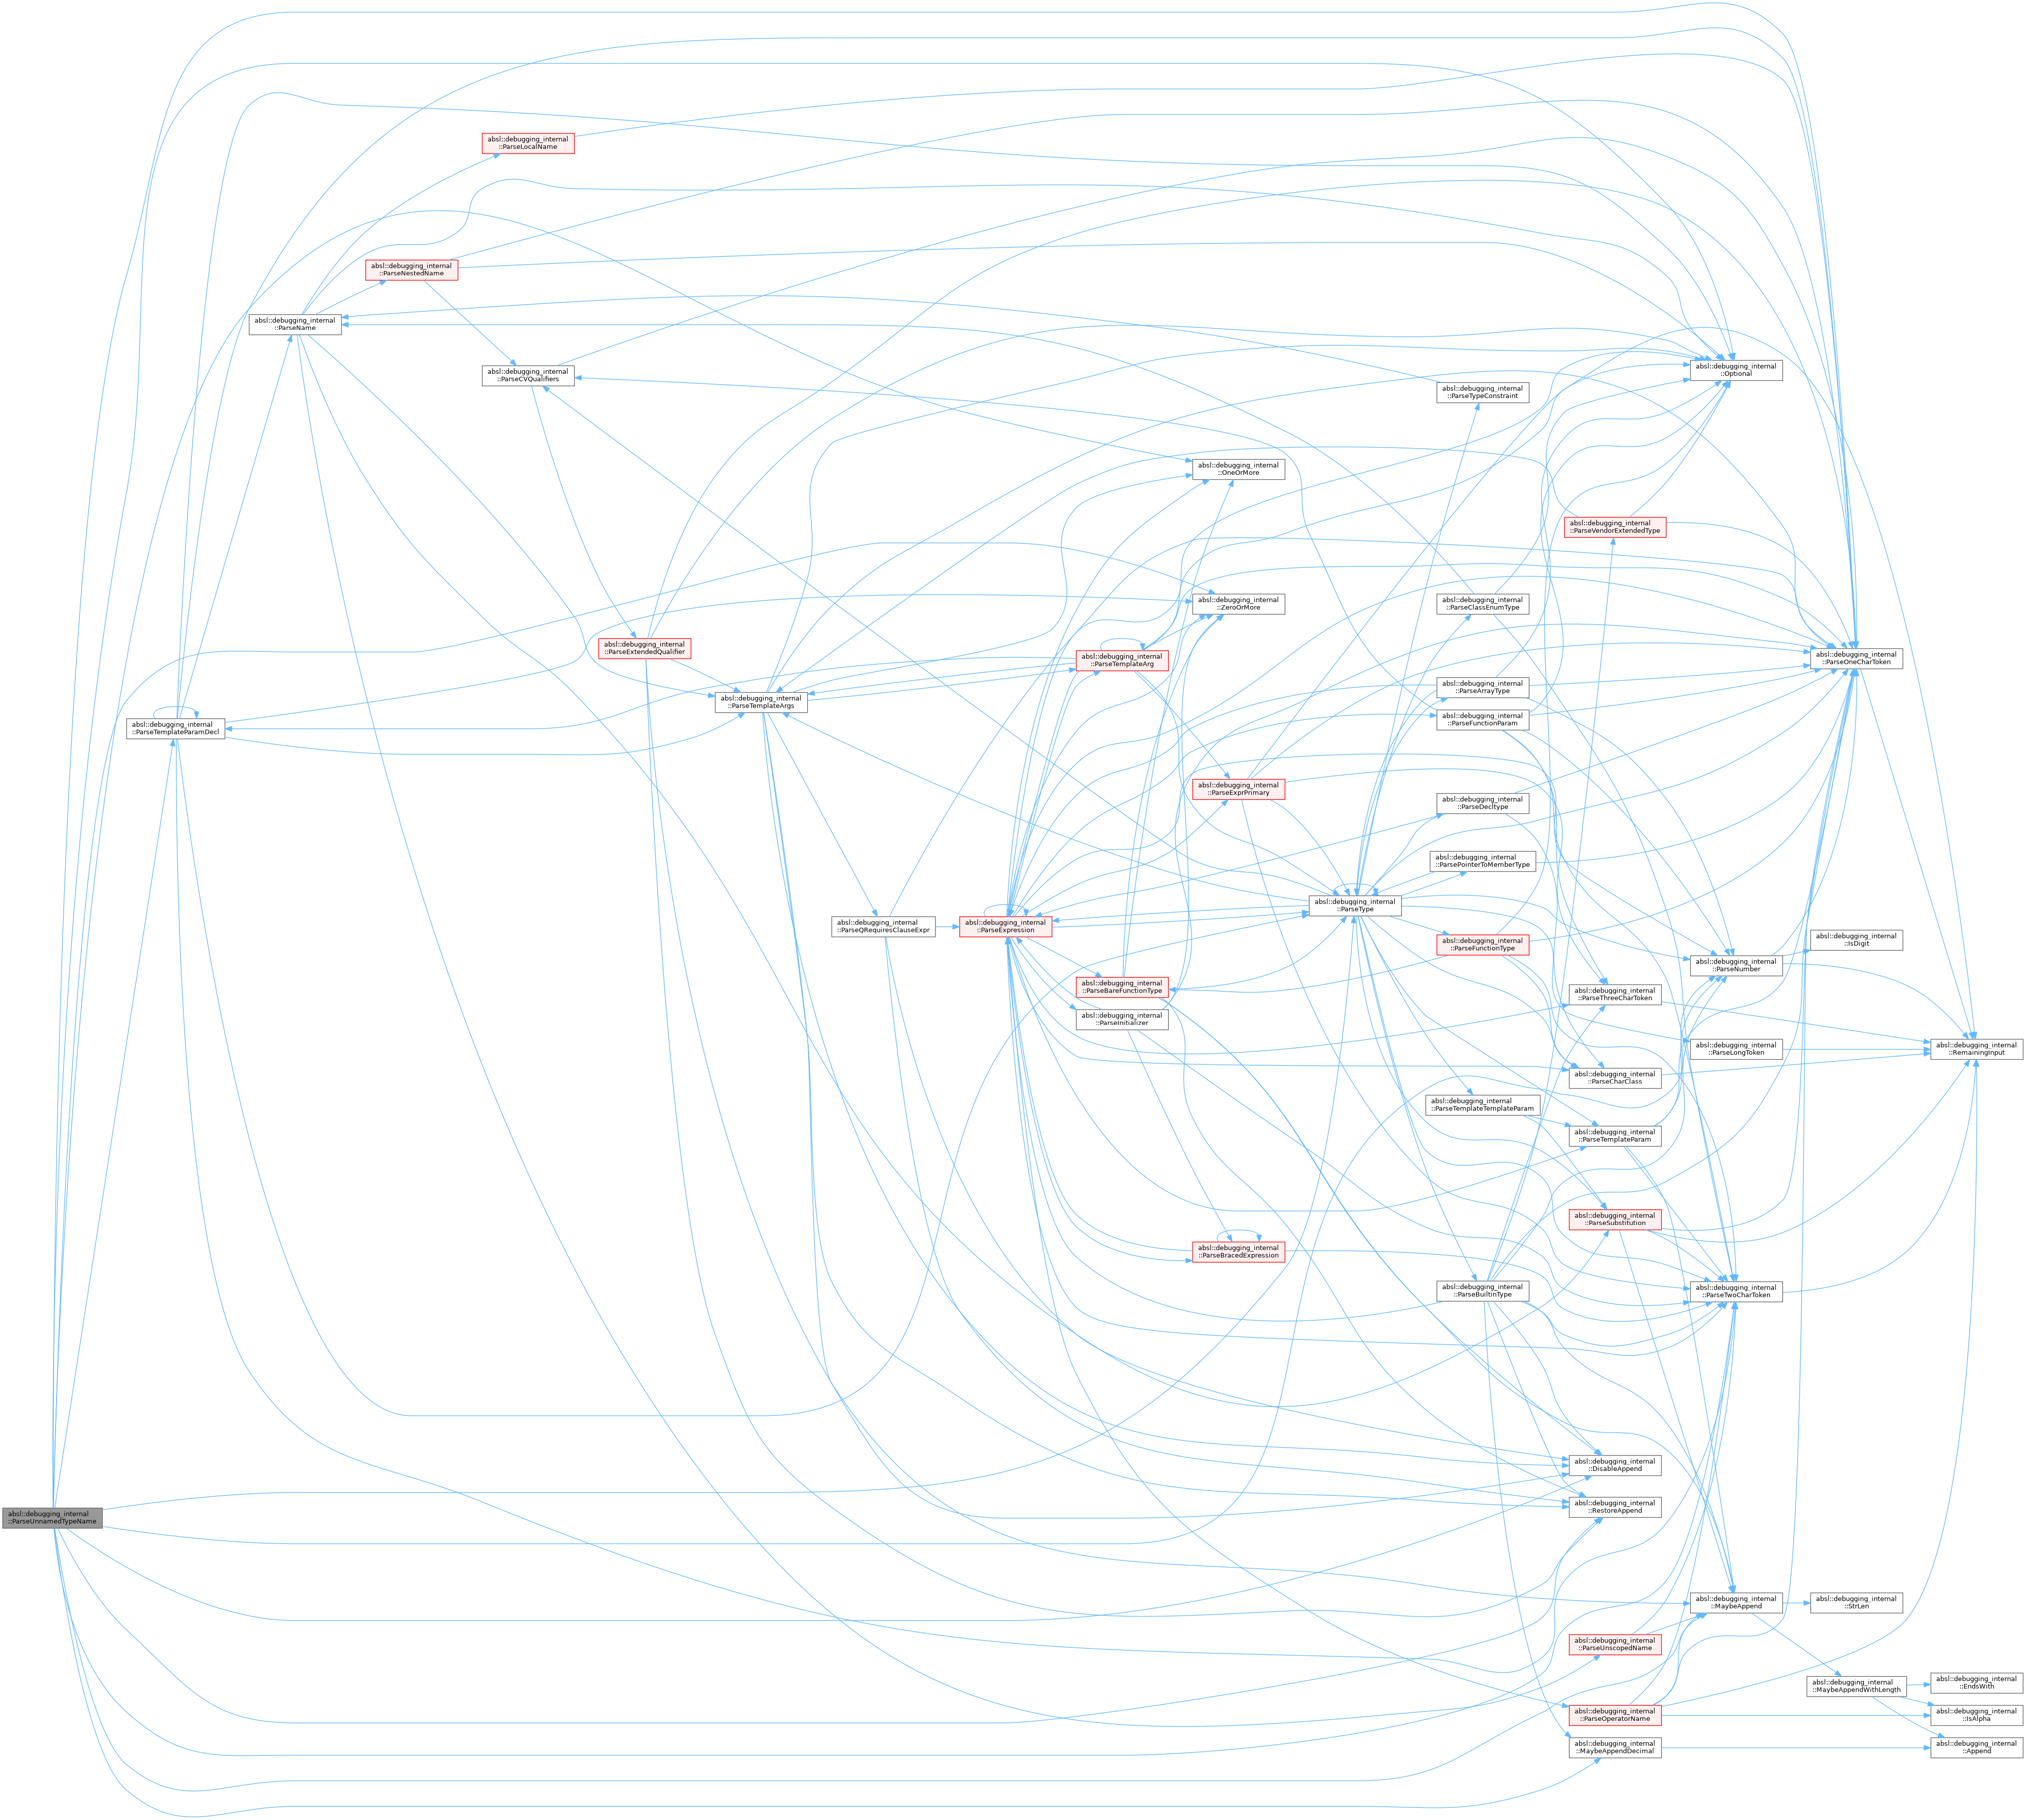 absl::debugging_internal
::ParseLocalName
absl::debugging_internal
::ParseNestedName
absl::debugging_internal
::ParseName
absl::debugging_internal
::ParseCVQualifiers
absl::debugging_internal
::Optional
absl::debugging_internal
::ParseTypeConstraint
absl::debugging_internal
::OneOrMore
absl::debugging_internal
::ParseVendorExtendedType
absl::debugging_internal
::ZeroOrMore
absl::debugging_internal
::ParseClassEnumType
absl::debugging_internal
::ParseExtendedQualifier
absl::debugging_internal
::ParseTemplateArg
absl::debugging_internal
::ParseOneCharToken
absl::debugging_internal
::ParseTemplateArgs
absl::debugging_internal
::ParseArrayType
absl::debugging_internal
::ParseTemplateParamDecl
absl::debugging_internal
::ParseFunctionParam
absl::debugging_internal
::ParseExprPrimary
absl::debugging_internal
::ParseDecltype
absl::debugging_internal
::ParsePointerToMemberType
absl::debugging_internal
::ParseQRequiresClauseExpr
absl::debugging_internal
::ParseExpression
absl::debugging_internal
::ParseType
absl::debugging_internal
::ParseFunctionType
absl::debugging_internal
::IsDigit
absl::debugging_internal
::ParseNumber
absl::debugging_internal
::ParseBareFunctionType
absl::debugging_internal
::ParseThreeCharToken
absl::debugging_internal
::ParseInitializer
absl::debugging_internal
::ParseLongToken
absl::debugging_internal
::RemainingInput
absl::debugging_internal
::ParseCharClass
absl::debugging_internal
::ParseTemplateTemplateParam
absl::debugging_internal
::ParseTemplateParam
absl::debugging_internal
::ParseSubstitution
absl::debugging_internal
::ParseBracedExpression
absl::debugging_internal
::ParseBuiltinType
absl::debugging_internal
::ParseTwoCharToken
absl::debugging_internal
::DisableAppend
absl::debugging_internal
::RestoreAppend
absl::debugging_internal
::ParseUnnamedTypeName
absl::debugging_internal
::MaybeAppend
absl::debugging_internal
::StrLen
absl::debugging_internal
::ParseUnscopedName
absl::debugging_internal
::MaybeAppendWithLength
absl::debugging_internal
::EndsWith
absl::debugging_internal
::ParseOperatorName
absl::debugging_internal
::IsAlpha
absl::debugging_internal
::MaybeAppendDecimal
absl::debugging_internal
::Append